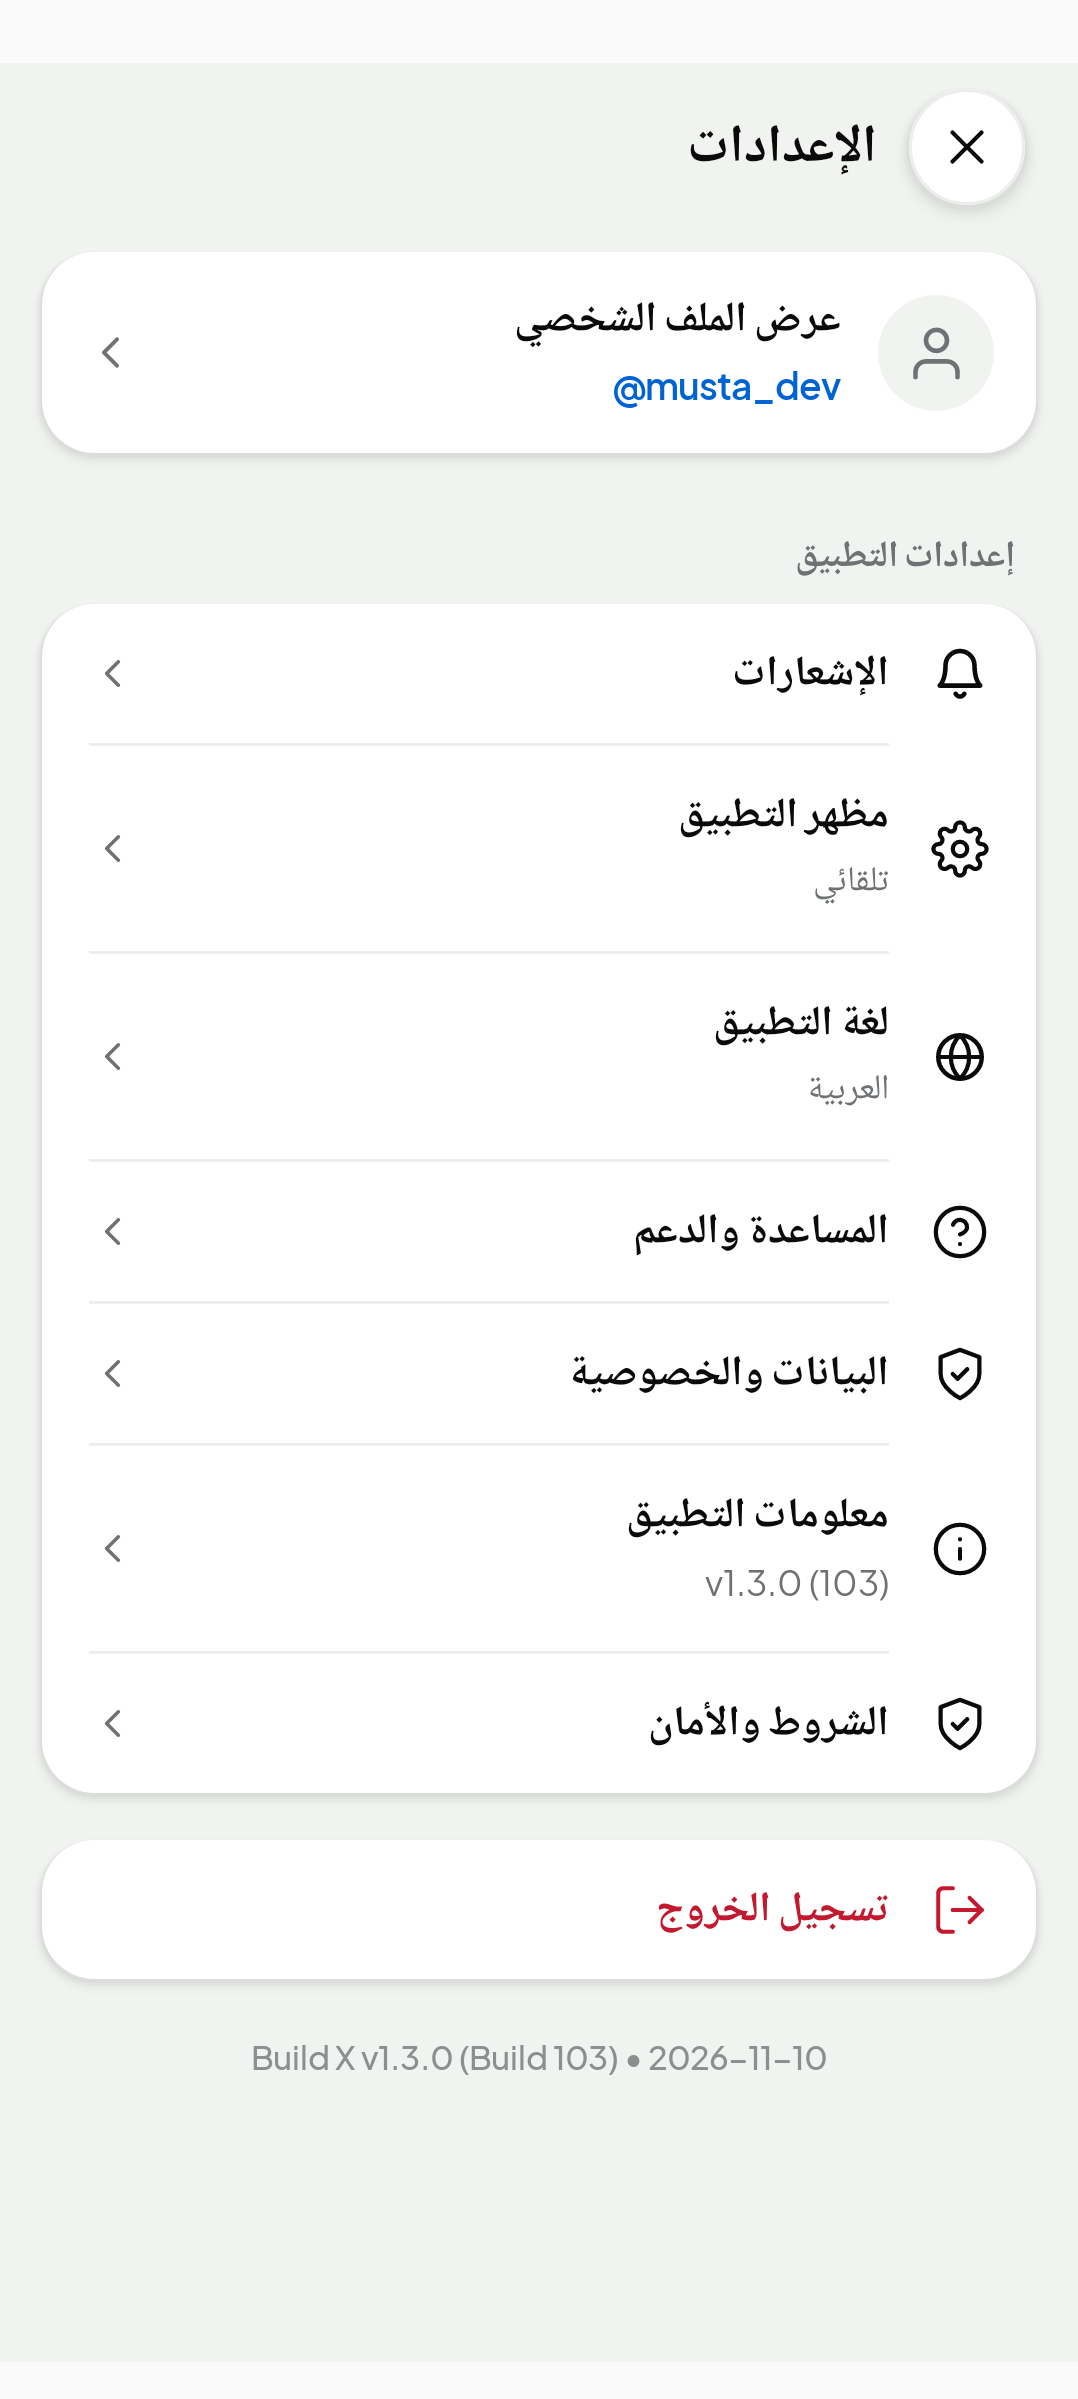 الإعدادات
عرض الملف الشخصي
@musta_dev
إعدادات التطبيق
الإشعارات
مظهر التطبيق
تلقائي
لغة التطبيق
العربية
المساعدة والدعم
البيانات والخصوصية
معلومات التطبيق
v1.3.0 (103)
الشروط والأمان
تسجيل الخروج
Build X v1.3.0 (Build 103) • 2026-11-10